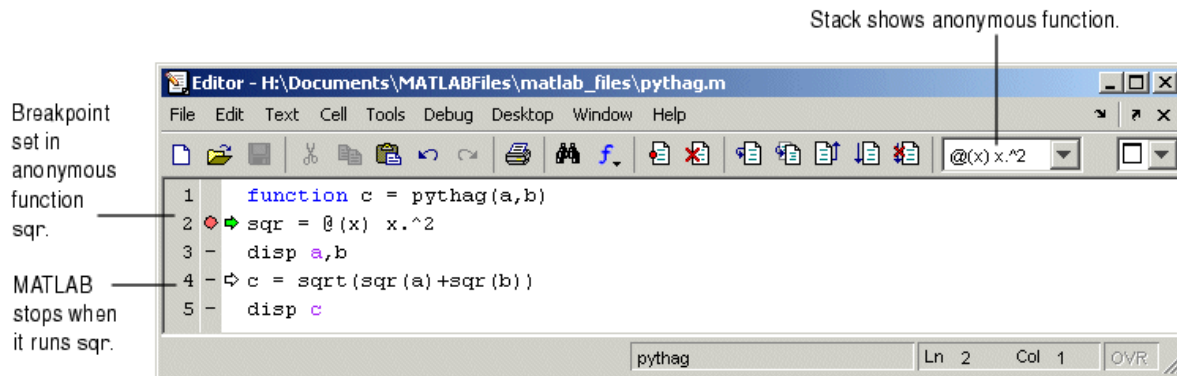 Stack shows anonymous function.
Editor - H:\Documents\MATLABFiles\matlab_files\pythag.m
File Edit Text Cell Tools Debug Desktop Window Help
@(x) x.^2
Breakpoint
set in
anonymous
function
sqr.
MATLAB
stops when
it runs sqr.
1 function c = pythag(a,b)
2 sqr = @(x) x.^2
3 - disp a,b
4 - c = sqrt(sqr(a)+sqr(b))
5 - disp c
pythag Ln 2 Col 1 OVR